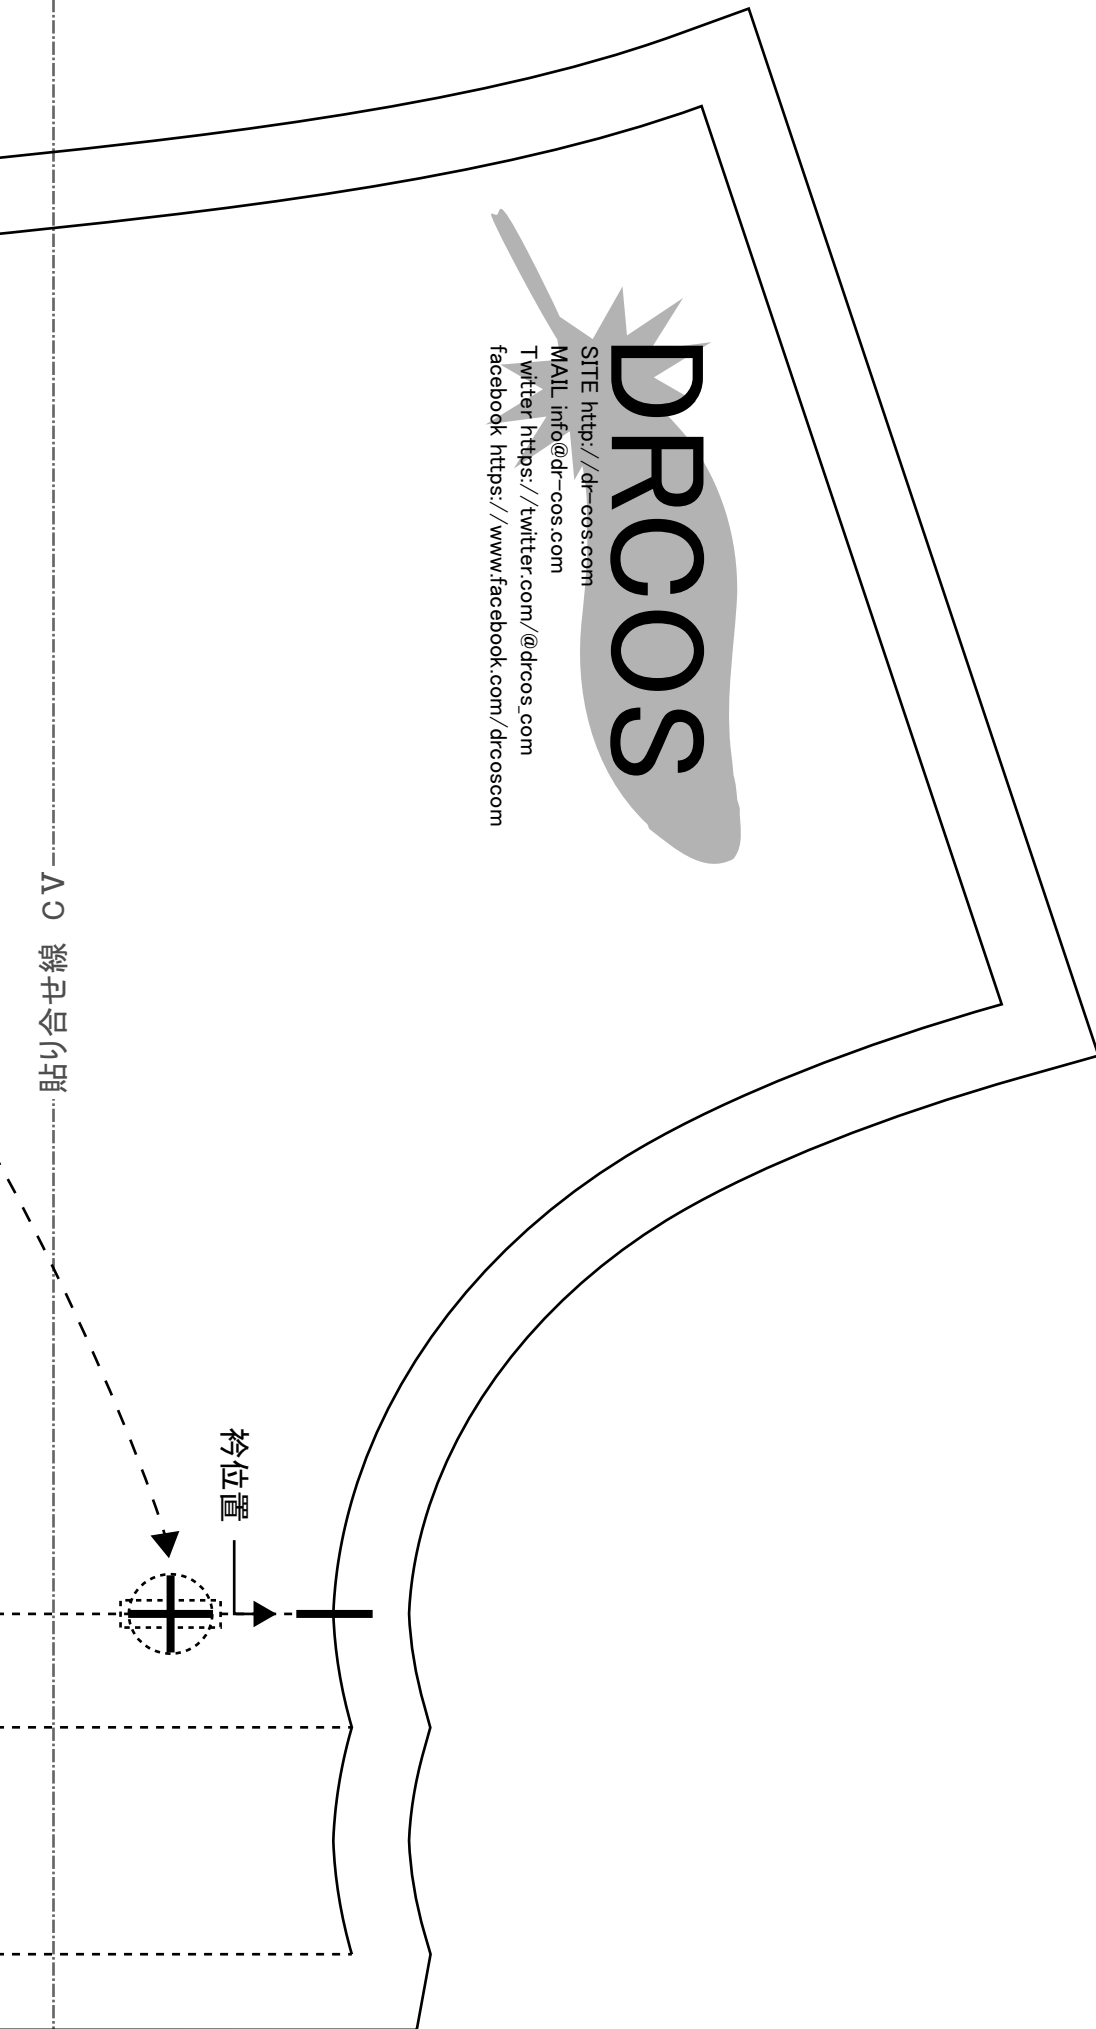 DRCOS
SITE http://dr-cos.com
MAIL info@dr-cos.com
Twitter https://twitter.com/@drcos_com
facebook https://www.facebook.com/drcoscom
貼り合せ線 CV
衿位置